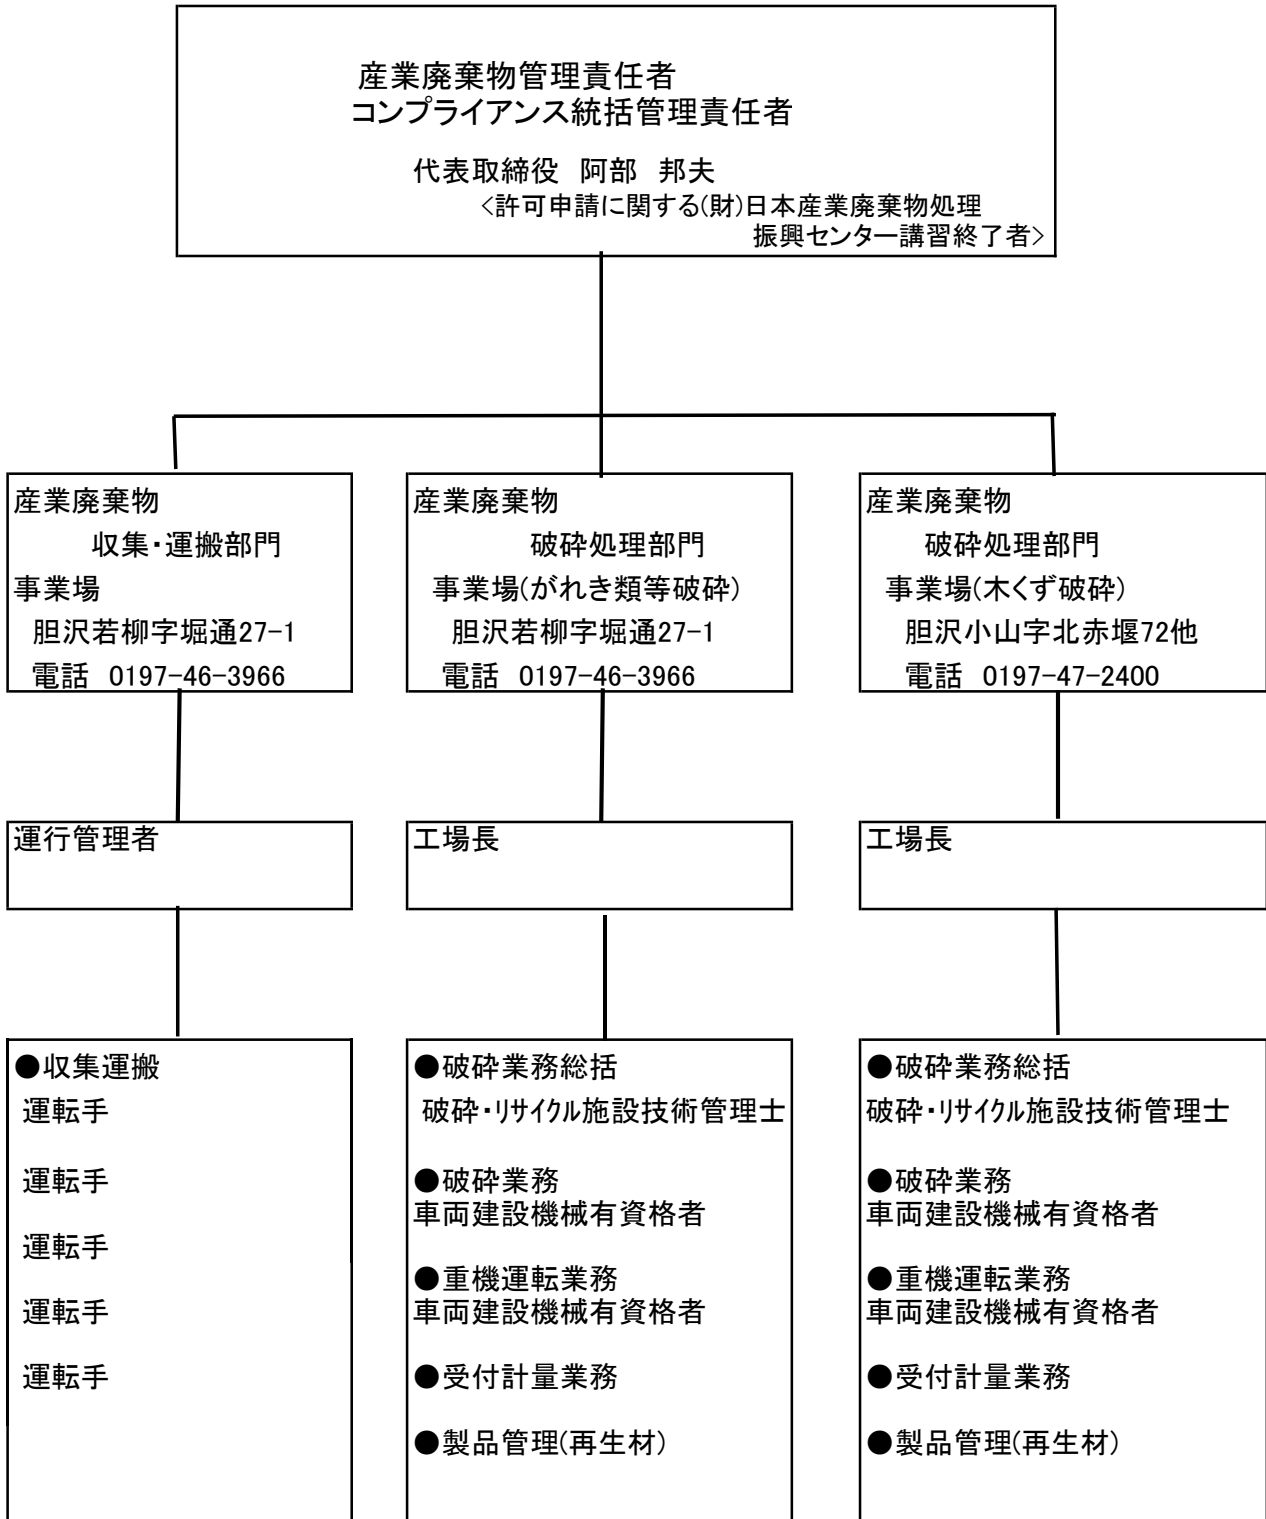 産業廃棄物管理責任者
コンプライアンス統括管理責任者
代表取締役 阿部 邦夫
<許可申請に関する(財)日本産業廃棄物処理
振興センター講習終了者>
産業廃棄物
収集・運搬部門
事業場
胆沢若柳字堀通27-1
電話 0197-46-3966
産業廃棄物
破砕処理部門
事業場(がれき類等破砕)
胆沢若柳字堀通27-1
電話 0197-46-3966
産業廃棄物
破砕処理部門
事業場(木くず破砕)
胆沢小山字北赤堰72他
電話 0197-47-2400
運行管理者
工場長
工場長
●収集運搬
運転手
運転手
運転手
運転手
運転手
●破砕業務総括
破砕・リサイクル施設技術管理士
●破砕業務
車両建設機械有資格者
●重機運転業務
車両建設機械有資格者
●受付計量業務
●製品管理(再生材)
●破砕業務総括
破砕・リサイクル施設技術管理士
●破砕業務
車両建設機械有資格者
●重機運転業務
車両建設機械有資格者
●受付計量業務
●製品管理(再生材)